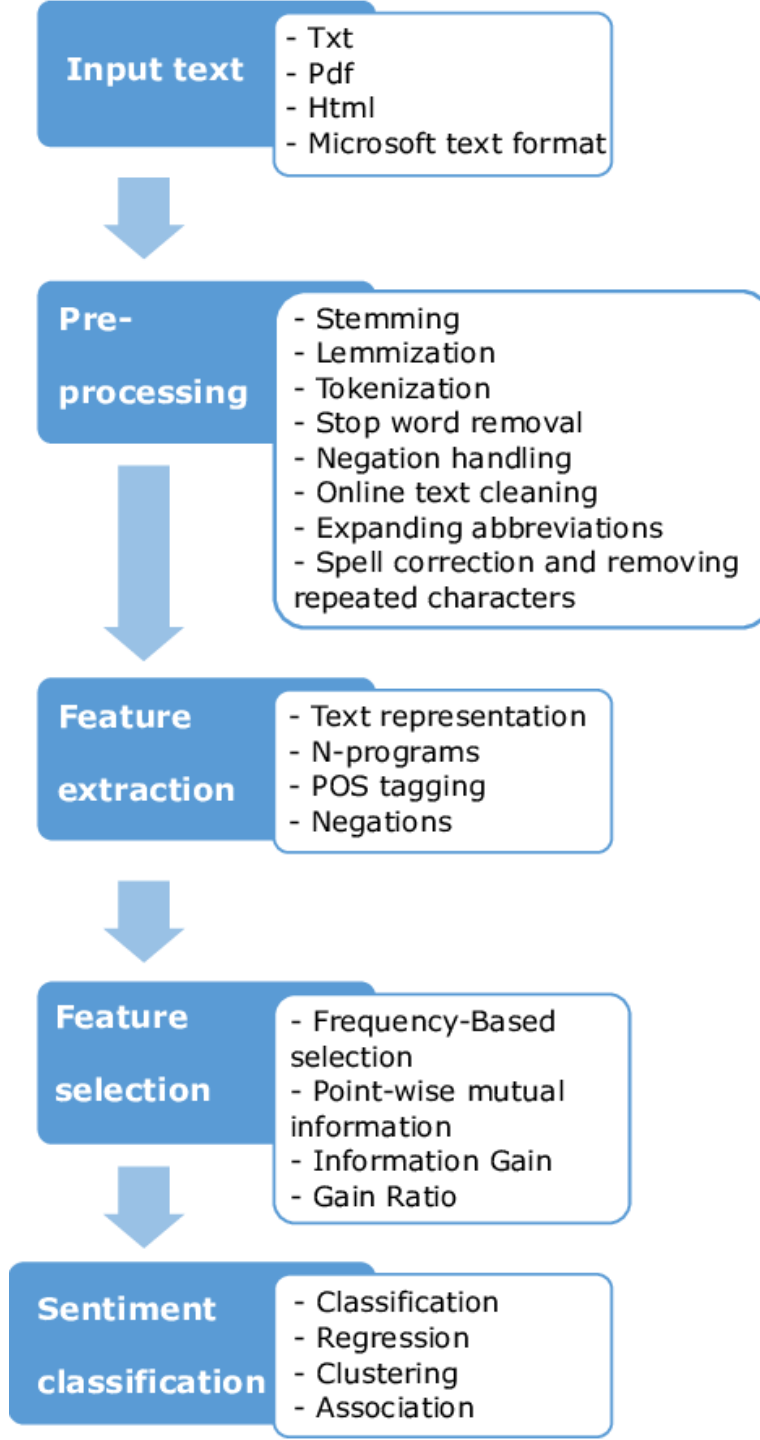 Input text
- Txt
- Pdf
- Html
- Microsoft text format
Pre-
processing
- Stemming
- Lemmization
- Tokenization
- Stop word removal
- Negation handling
- Online text cleaning
- Expanding abbreviations
- Spell correction and removing
repeated characters
Feature
extraction
- Text representation
- N-programs
- POS tagging
- Negations
Feature
selection
- Frequency-Based
selection
- Point-wise mutual
information
- Information Gain
- Gain Ratio
Sentiment
classification
- Classification
- Regression
- Clustering
- Association